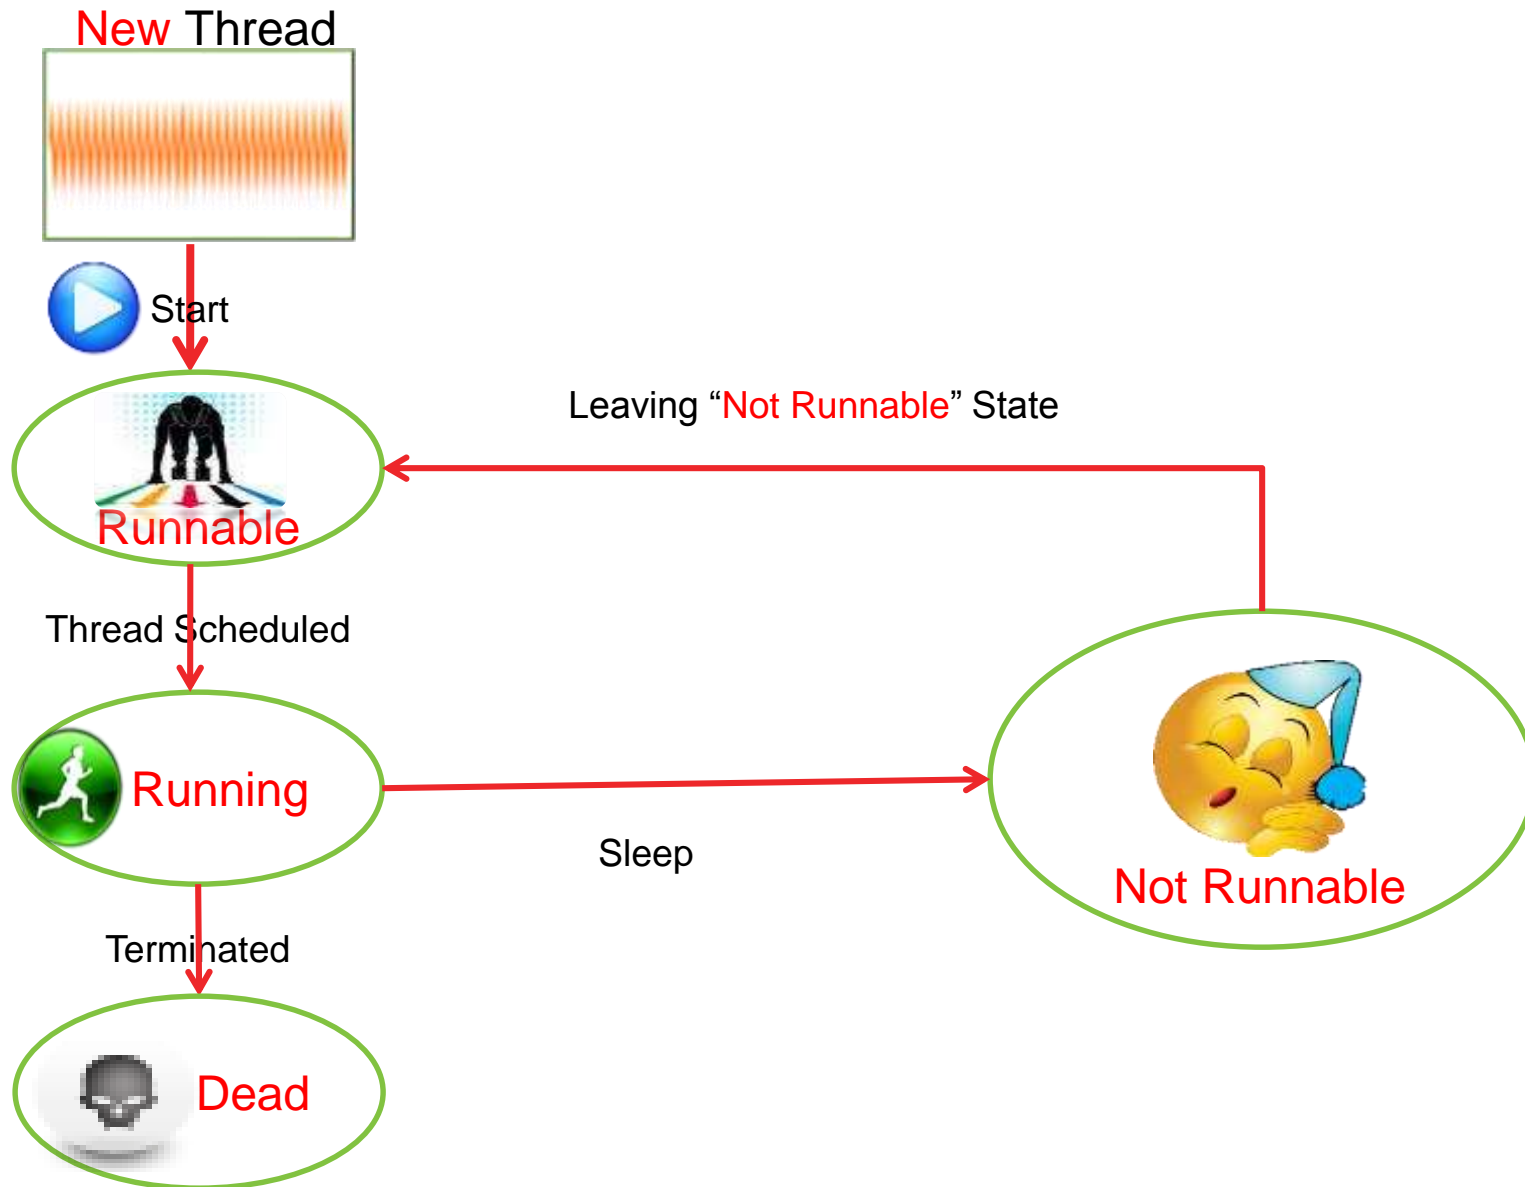 New Thread
Start
Leaving “Not Runnable” State
Runnable
Thread Scheduled
Running
Sleep
Not Runnable
Terminated
Dead